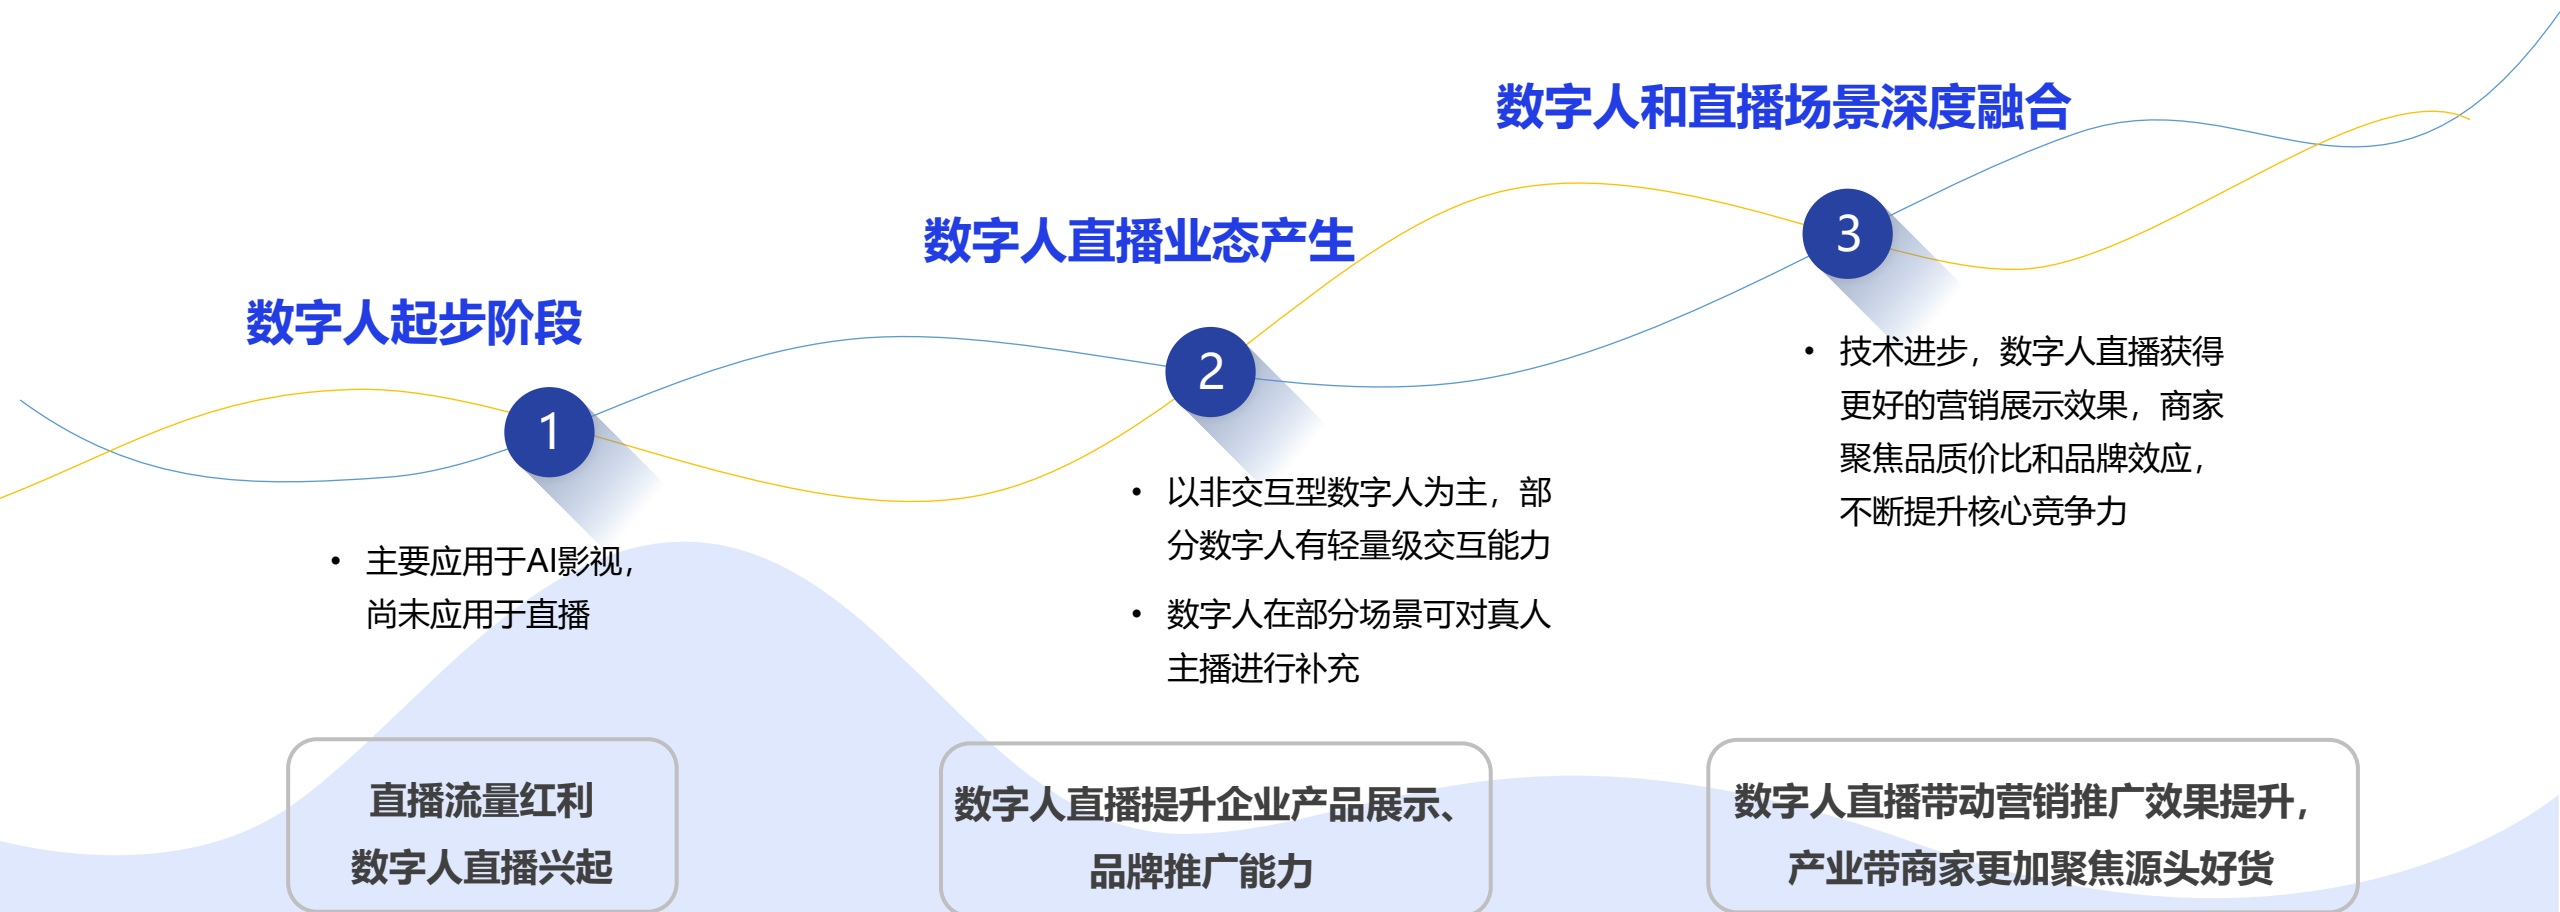 数字人起步阶段
1
• 主要应用于AI影视，
尚未应用于直播
直播流量红利
数字人直播兴起
数字人直播业态产生
2
• 以非交互型数字人为主，部
分数字人有轻量级交互能力
• 数字人在部分场景可对真人
主播进行补充
数字人直播提升企业产品展示、
品牌推广能力
数字人和直播场景深度融合
3
• 技术进步，数字人直播获得
更好的营销展示效果，商家
聚焦品质价比和品牌效应，
不断提升核心竞争力
数字人直播带动营销推广效果提升，
产业带商家更加聚焦源头好货